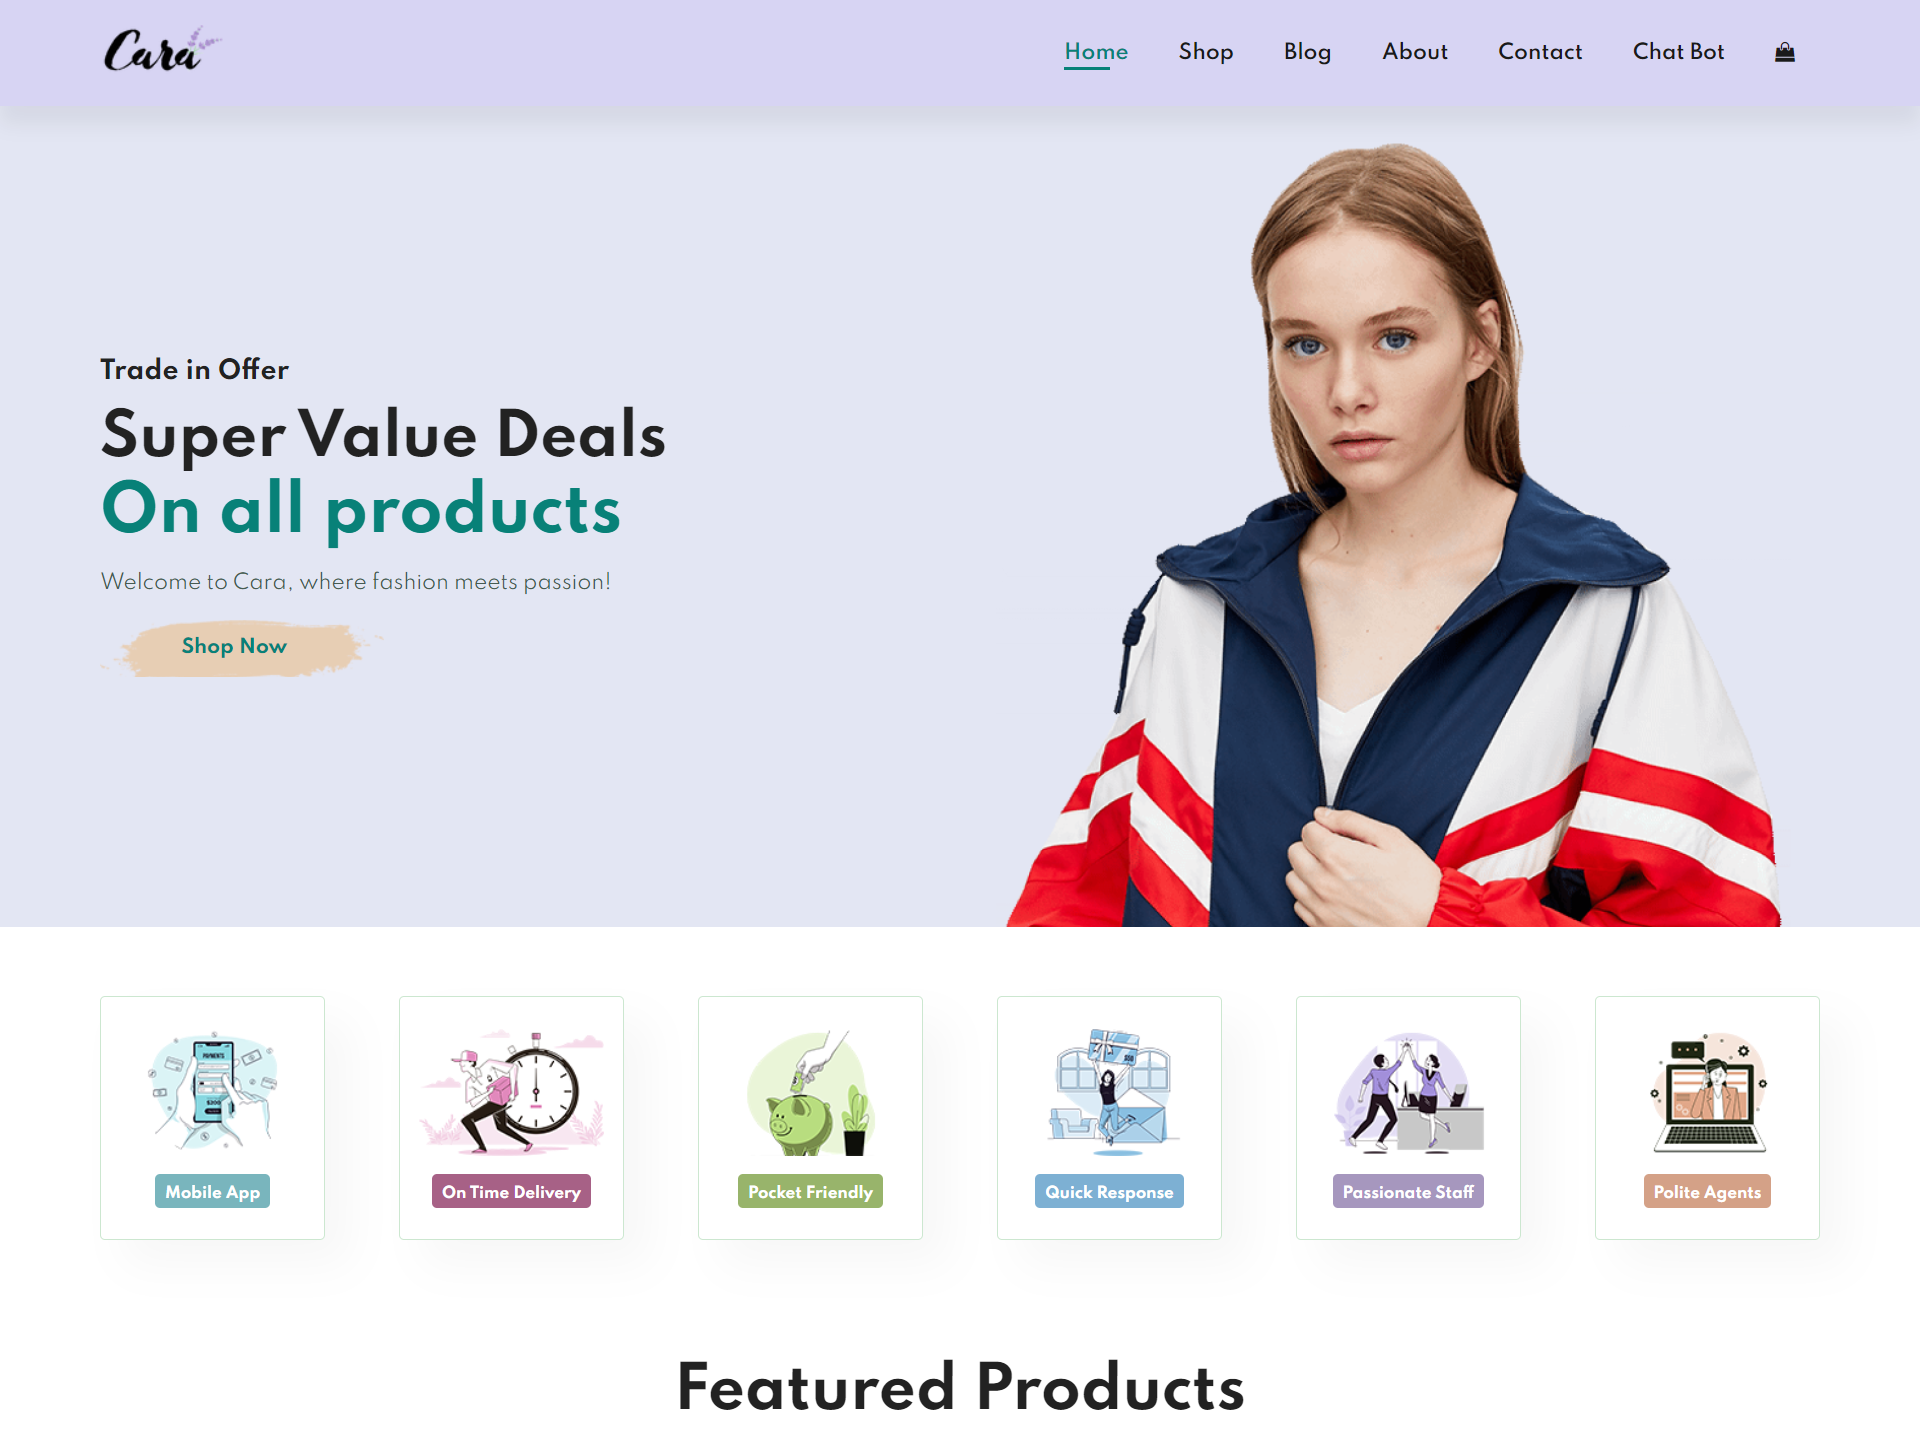 Cara
Home Shop Blog About Contact Chat Bot
Trade in Offer
Super Value Deals
On all products
Welcome to Cara, where fashion meets passion!
Shop Now
PAYMENTS
Mobile App
On Time Delivery
Pocket Friendly
Quick Response
Passionate Staff
Polite Agents
Featured Products